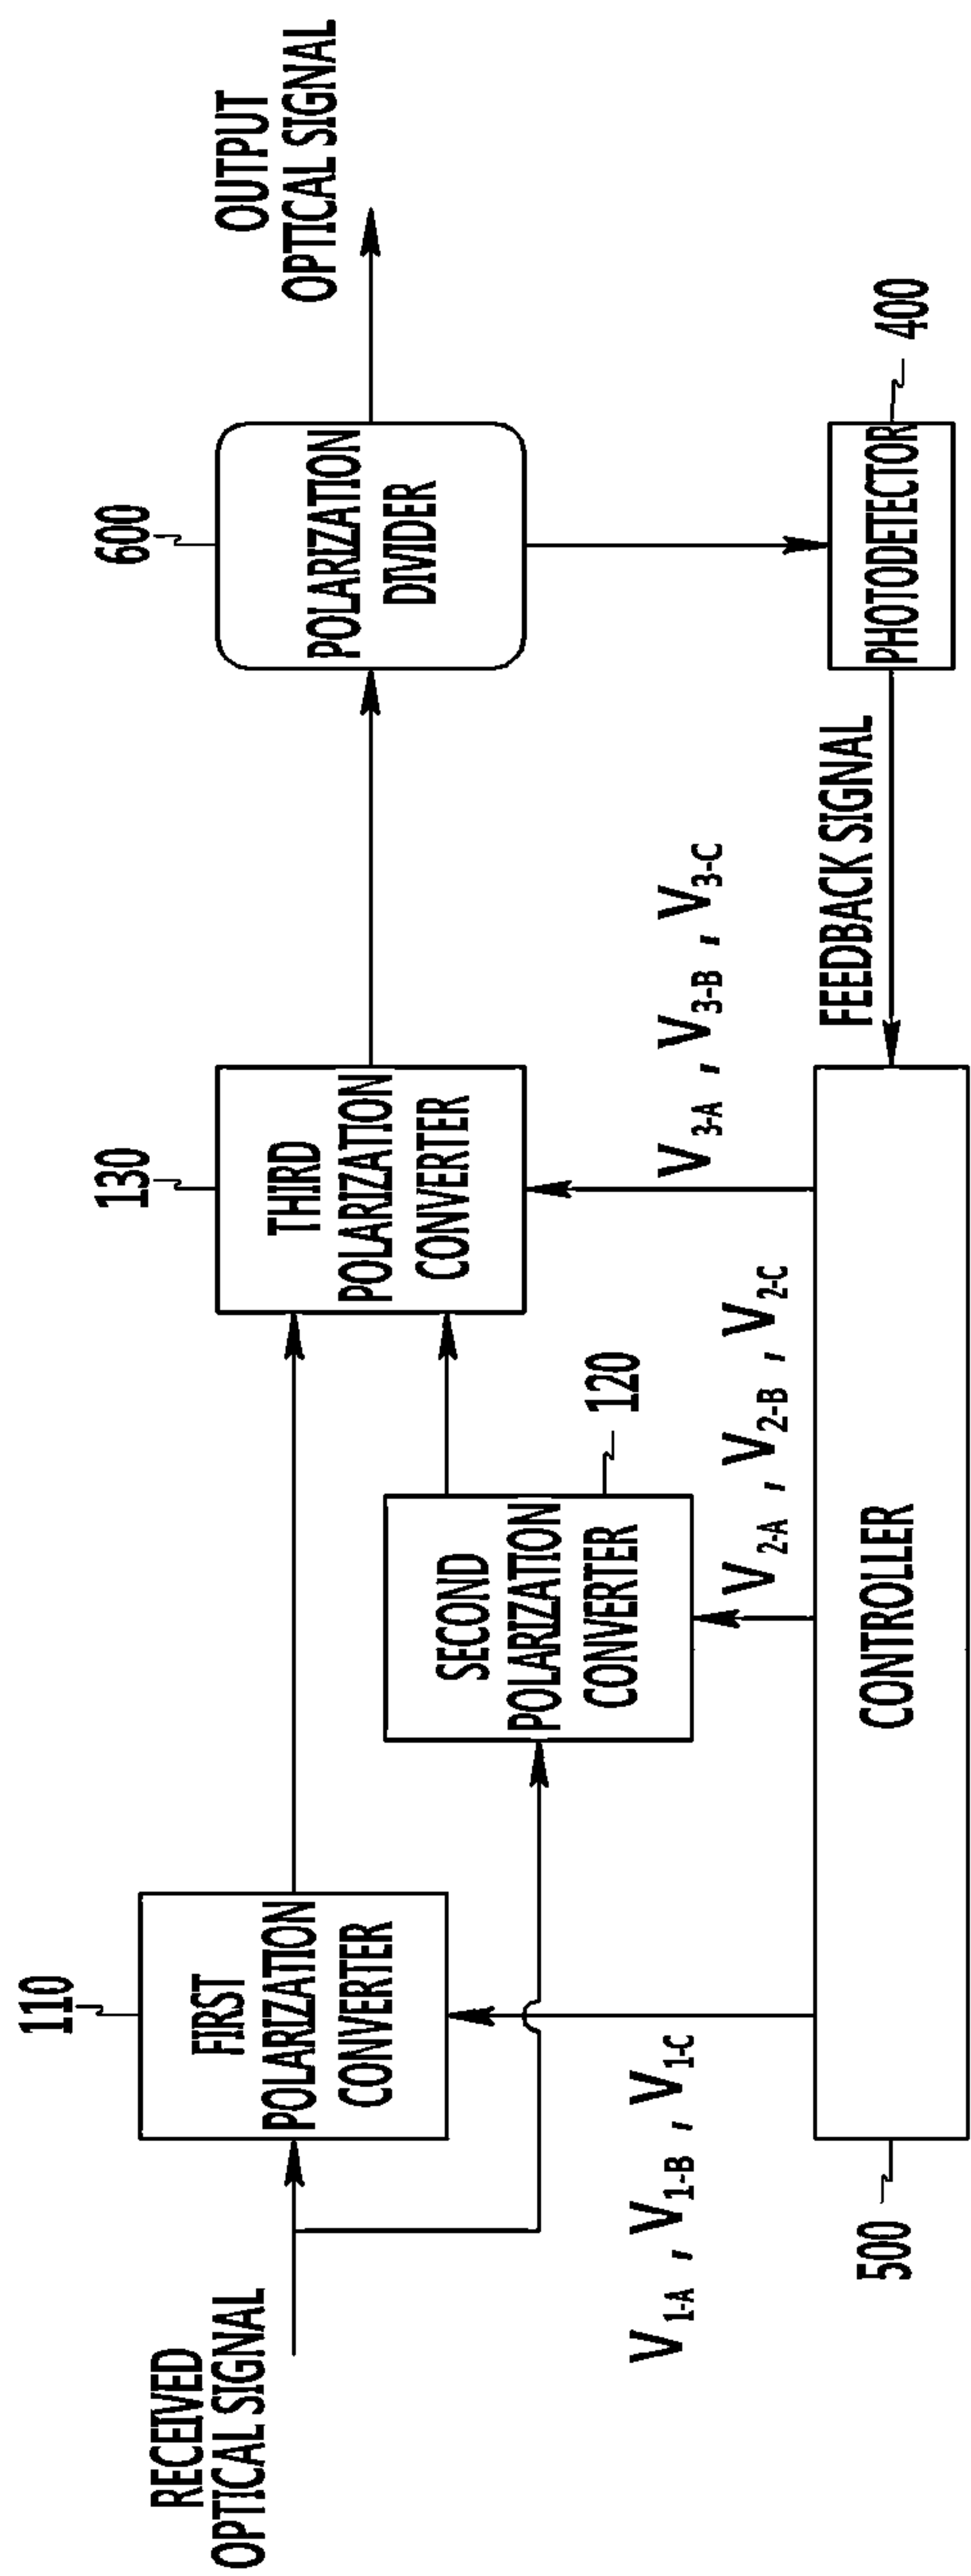 RECEIVED
OPTICAL SIGNAL
110
FIRST
POLARIZATION
CONVERTER
V1-A , V1-B , V1-C
SECOND
POLARIZATION
CONVERTER
120
V2-A , V2-B , V2-C
130
THIRD
POLARIZATION
CONVERTER
V3-A , V3-B , V3-C
600
POLARIZATION
DIVIDER
OUTPUT
OPTICAL SIGNAL
500
CONTROLLER
FEEDBACK SIGNAL
PHOTODETECTOR
400